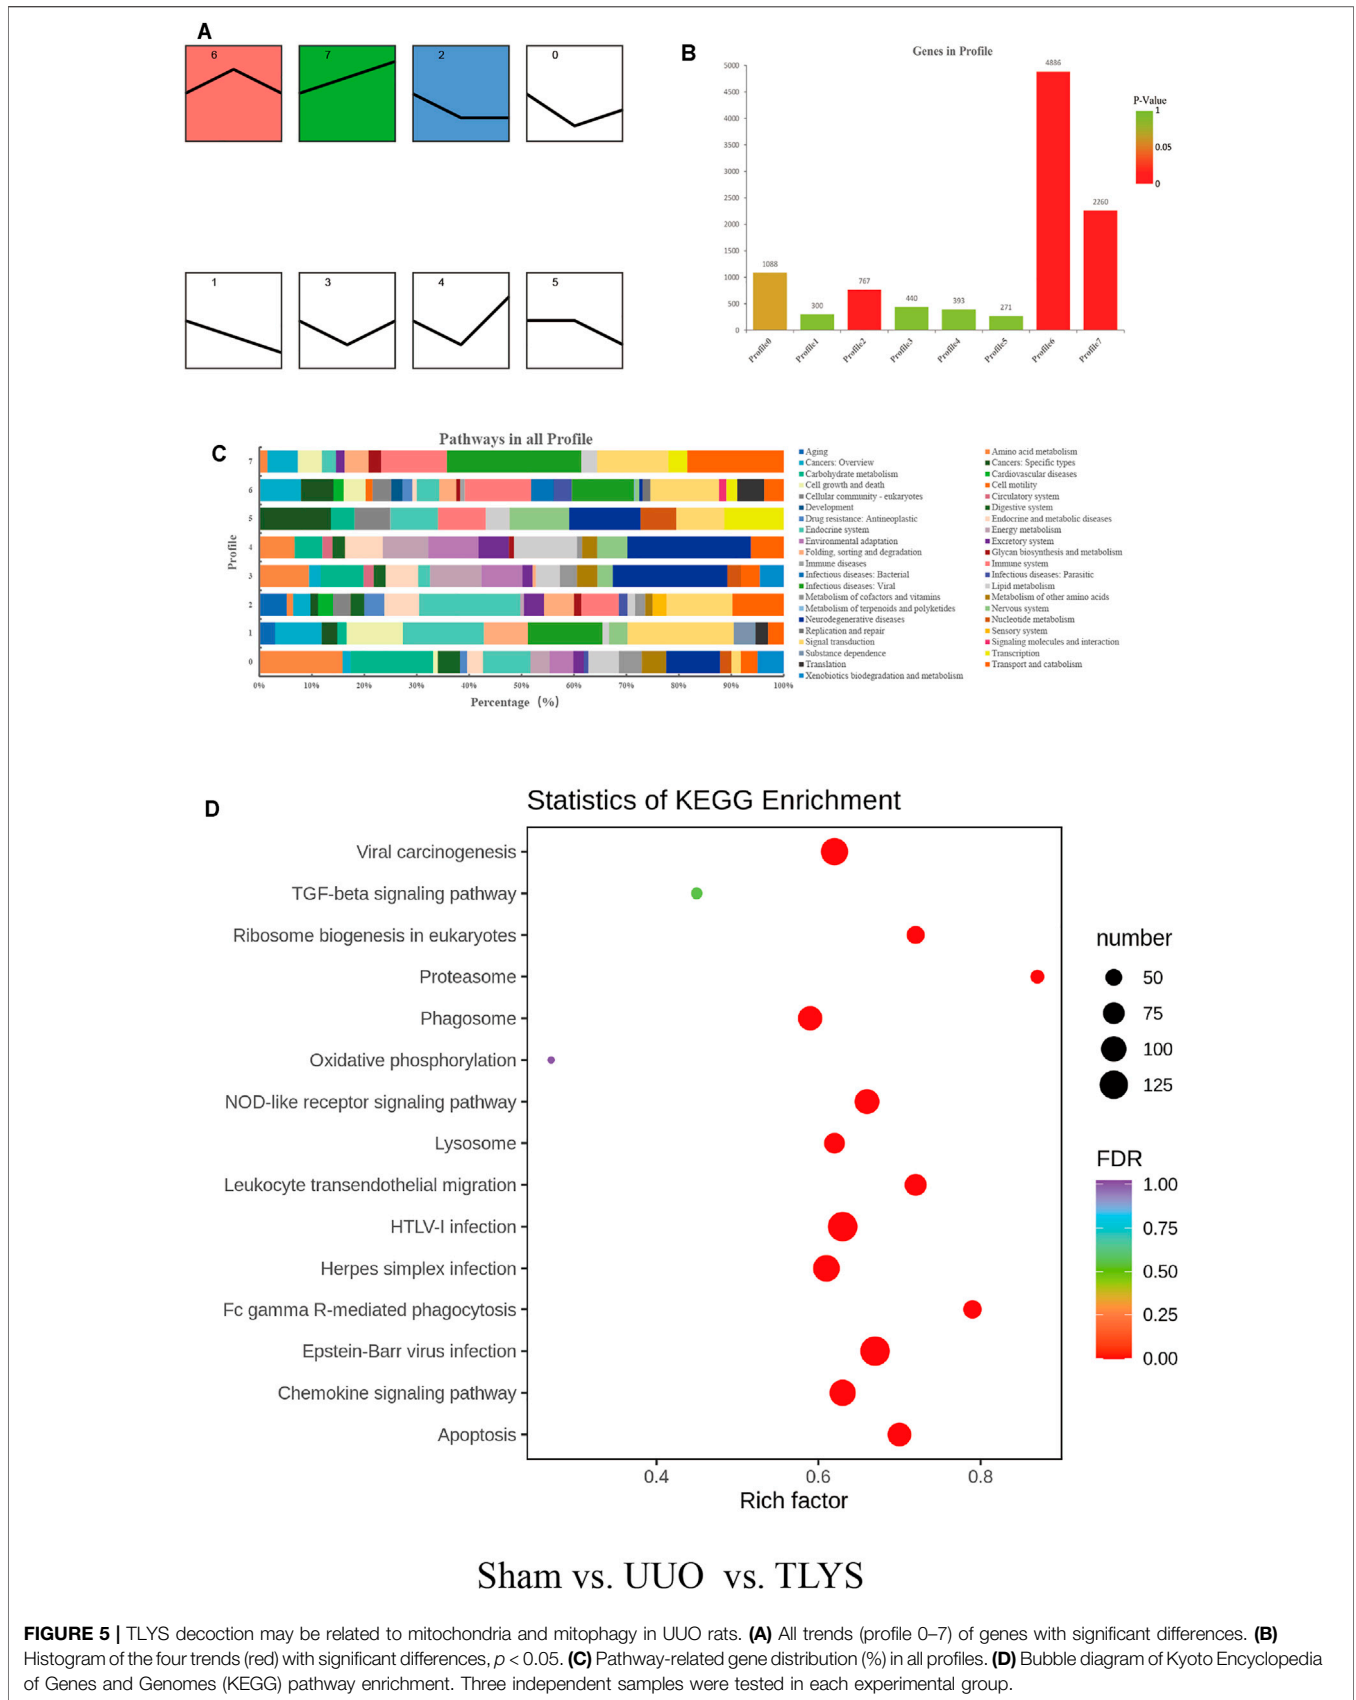 A
6
7
2
0
1
3
4
5
B
Genes in Profile
5000
4500
4000
3500
3000
2500
2000
1500
1000
500
0
1088
300
767
440
393
271
4886
2260
Profile0
Profile1
Profile2
Profile3
Profile4
Profile5
Profile6
Profile7
P-Value
1
0.05
0
C
Pathways in all Profile
Profile
7
6
5
4
3
2
1
0
0% 10% 20% 30% 40% 50% 60% 70% 80% 90% 100%
Percentage (%)
Aging Amino acid metabolism
Cancers: Overview Cancers: Specific types
Carbohydrate metabolism Cardiovascular diseases
Cell growth and death Cell motility
Cellular community - eukaryotes Circulatory system
Development Digestive system
Drug resistance: Antineoplastic Endocrine and metabolic diseases
Endocrine system Energy metabolism
Environmental adaptation Excretory system
Folding, sorting and degradation Glycan biosynthesis and metabolism
Immune diseases Immune system
Infectious diseases: Bacterial Infectious diseases: Parasitic
Infectious diseases: Viral Lipid metabolism
Metabolism of cofactors and vitamins Metabolism of other amino acids
Metabolism of terpenoids and polyketides Nervous system
Neurodegenerative diseases Nucleotide metabolism
Replication and repair Sensory system
Signal transduction Signaling molecules and interaction
Substance dependence Transcription
Translation Transport and catabolism
Xenobiotics biodegradation and metabolism
D
Statistics of KEGG Enrichment
Viral carcinogenesis
TGF-beta signaling pathway
Ribosome biogenesis in eukaryotes
Proteasome
Phagosome
Oxidative phosphorylation
NOD-like receptor signaling pathway
Lysosome
Leukocyte transendothelial migration
HTLV-I infection
Herpes simplex infection
Fc gamma R-mediated phagocytosis
Epstein-Barr virus infection
Chemokine signaling pathway
Apoptosis
0.4 0.6 0.8
Rich factor
number
50
75
100
125
FDR
1.00
0.75
0.50
0.25
0.00
Sham vs. UUO vs. TLYS
FIGURE 5 | TLYS decoction may be related to mitochondria and mitophagy in UUO rats. (A) All trends (profile 0–7) of genes with significant differences. (B)
Histogram of the four trends (red) with significant differences, p < 0.05. (C) Pathway-related gene distribution (%) in all profiles. (D) Bubble diagram of Kyoto Encyclopedia
of Genes and Genomes (KEGG) pathway enrichment. Three independent samples were tested in each experimental group.